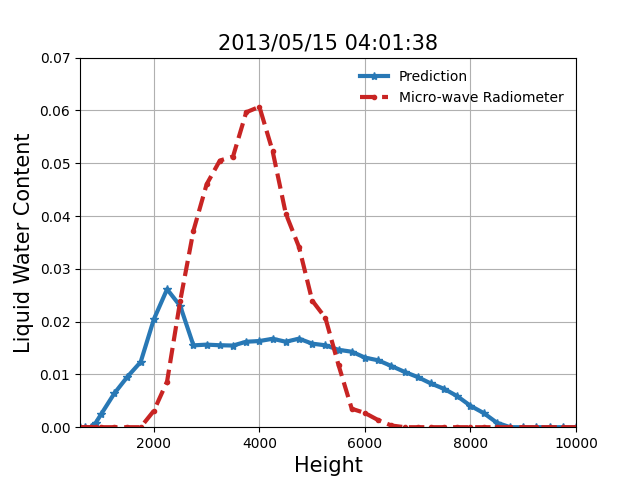 2013/05/15 04:01:38
Prediction
Micro-wave Radiometer
Liquid Water Content
0.07
0.06
0.05
0.04
0.03
0.02
0.01
0.00
2000 4000 6000 8000 10000
Height